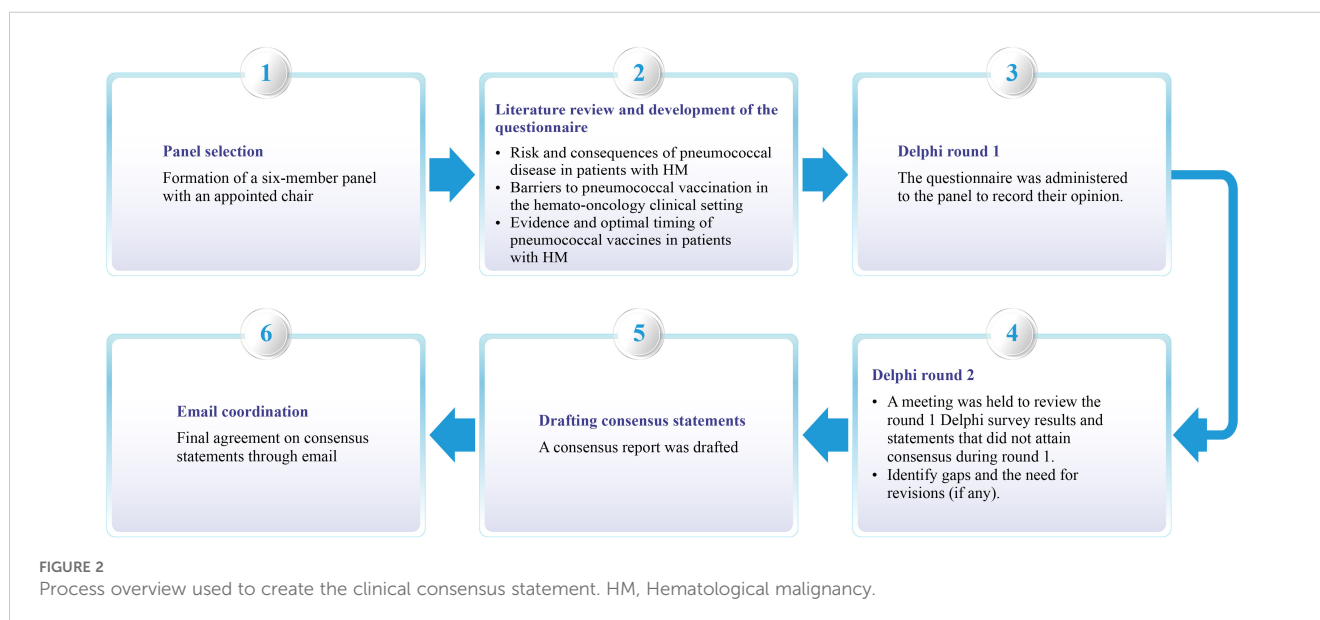 1
Panel selection
Formation of a six-member panel
with an appointed chair
2
Literature review and development of the
questionnaire
• Risk and consequences of pneumococcal
disease in patients with HM
• Barriers to pneumococcal vaccination in
the hemato-oncology clinical setting
• Evidence and optimal timing of
pneumococcal vaccines in patients
with HM
3
Delphi round 1
The questionnaire was administered
to the panel to record their opinion.
4
Delphi round 2
• A meeting was held to review the
round 1 Delphi survey results and
statements that did not attain
consensus during round 1.
• Identify gaps and the need for
revisions (if any).
5
Drafting consensus statements
A consensus report was drafted
6
Email coordination
Final agreement on consensus
statements through email
FIGURE 2
Process overview used to create the clinical consensus statement. HM, Hematological malignancy.